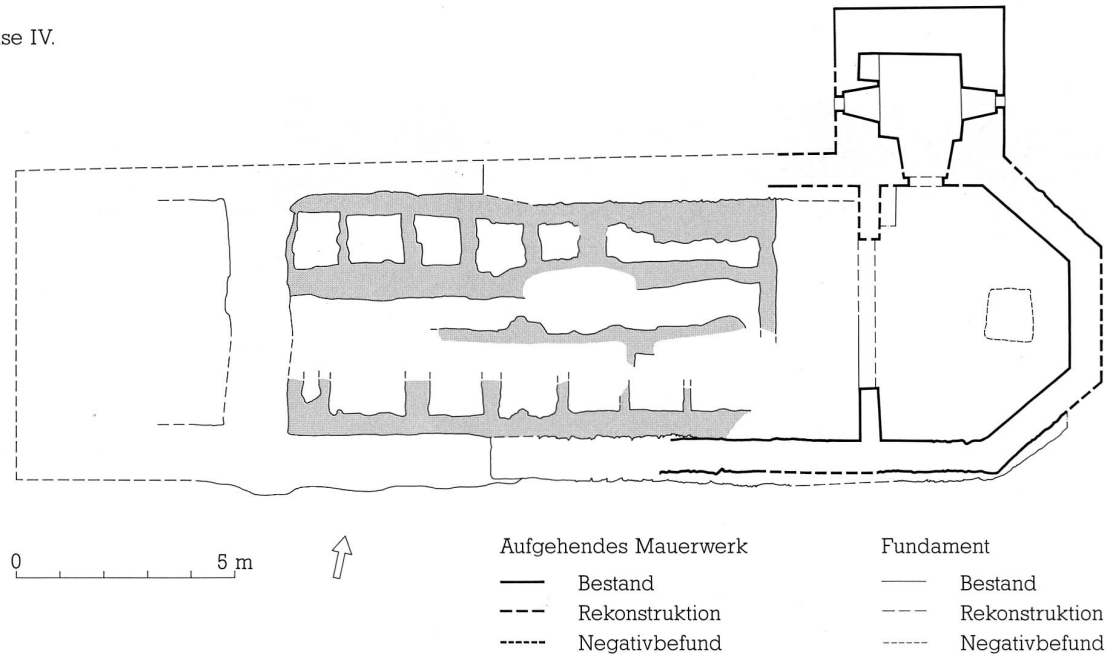 se IV.
0 5 m
Aufgehendes Mauerwerk
Bestand
Rekonstruktion
Negativbefund
Fundament
Bestand
Rekonstruktion
Negativbefund